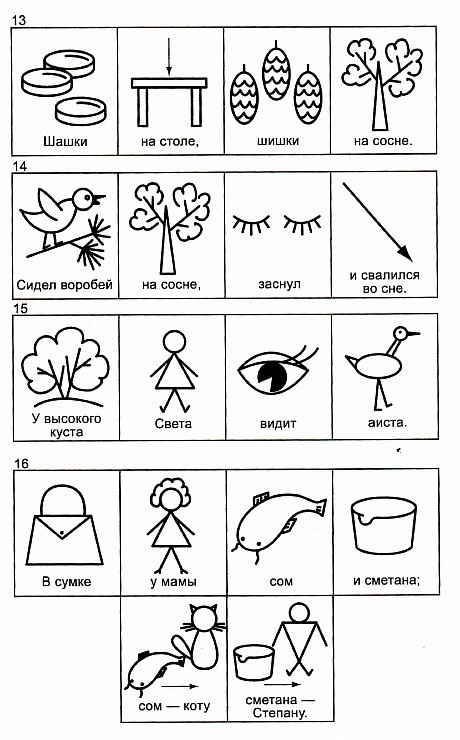 13
Шашки
на столе,
шишки
на сосне.
14
Сидел воробей
на сосне,
заснул
и свалился
во сне.
15
У высокого
куста
Света
видит
аиста.
16
В сумке
у мамы
сом
и сметана;
сом — коту
сметана —
Степану.